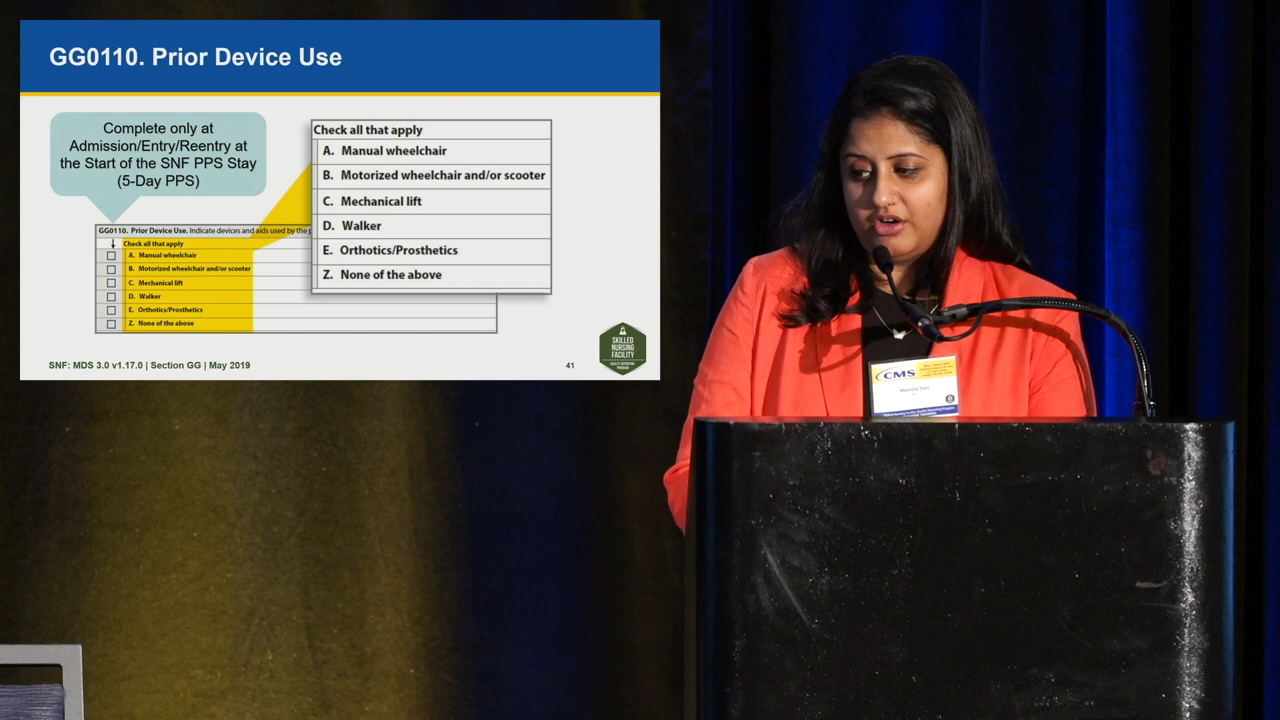 GG0110. Prior Device Use
Complete only at
Admission/Entry/Reentry at
the Start of the SNF PPS Stay
(5-Day PPS)
Check all that apply
A. Manual wheelchair
B. Motorized wheelchair and/or scooter
C. Mechanical lift
D. Walker
E. Orthotics/Prosthetics
Z. None of the above
GG0110. Prior Device Use. Indicate devices and aids used by the
Check all that apply
A. Manual wheelchair
B. Motorized wheelchair and/or scooter
C. Mechanical lift
D. Walker
E. Orthotics/Prosthetics
Z. None of the above
SNF: MDS 3.0 v1.17.0 | Section GG | May 2019
SKILLED
NURSING
FACILITY
QUALITY REPORTING
PROGRAM
41
CMS